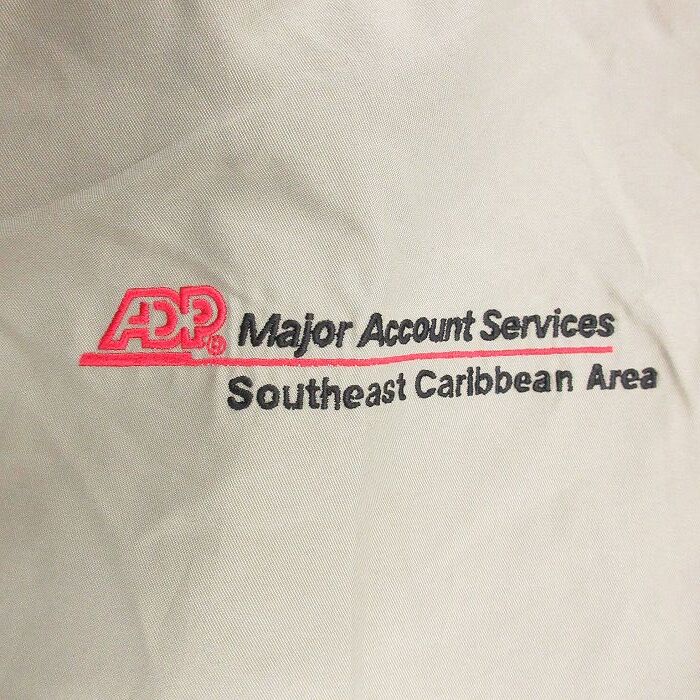 ADP® Major Account Services
Southeast Caribbean Area